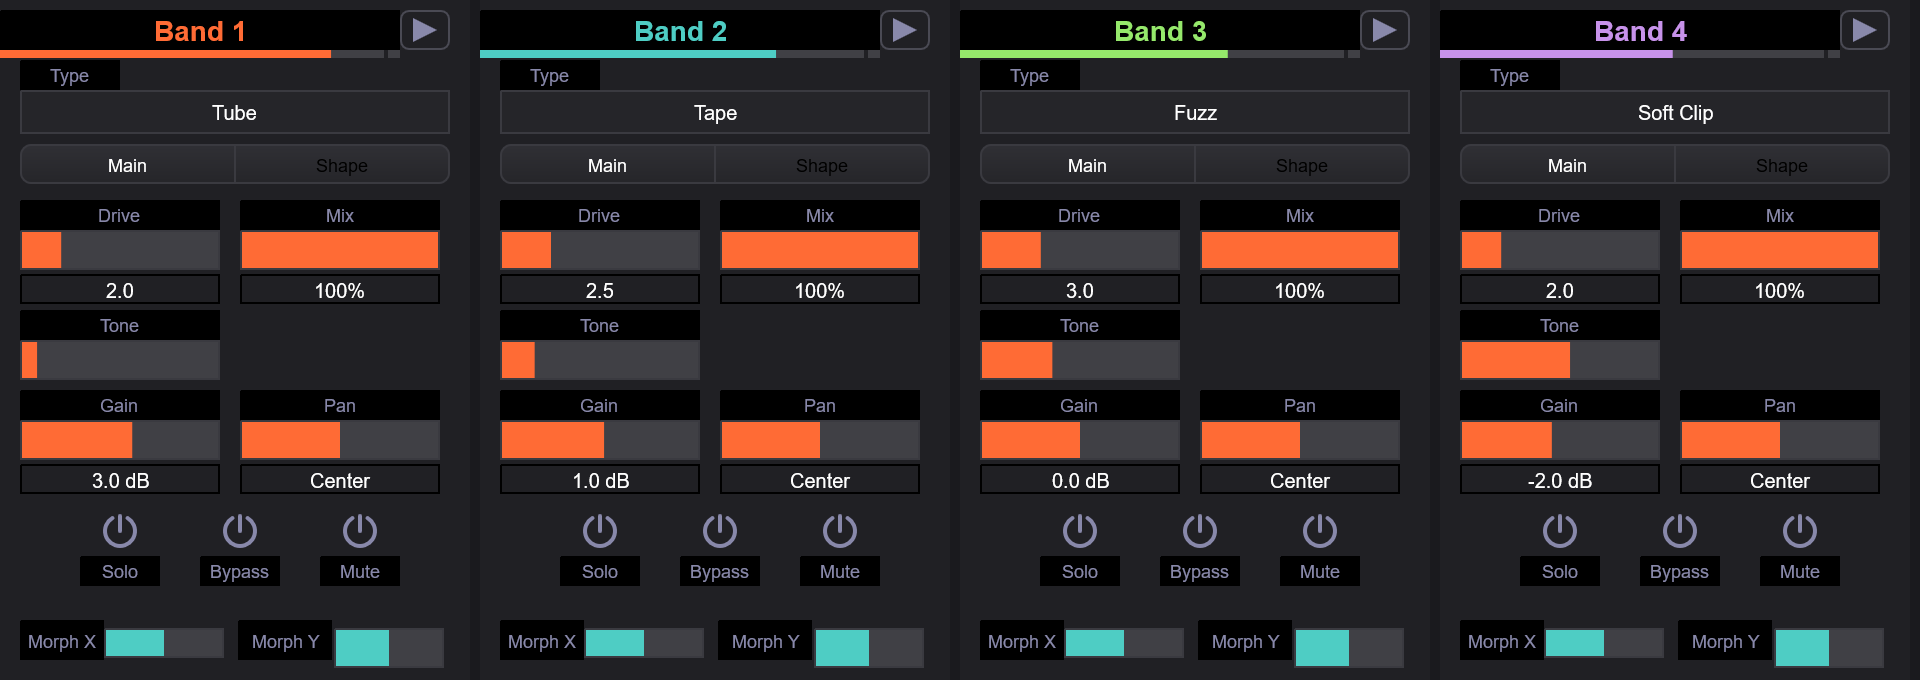 Band 1
Type
Tube
Main Shape
Drive Mix
2.0 100%
Tone
Gain Pan
3.0 dB Center
Solo Bypass Mute
Morph X Morph Y
Band 2
Type
Tape
Main Shape
Drive Mix
2.5 100%
Tone
Gain Pan
1.0 dB Center
Solo Bypass Mute
Morph X Morph Y
Band 3
Type
Fuzz
Main Shape
Drive Mix
3.0 100%
Tone
Gain Pan
0.0 dB Center
Solo Bypass Mute
Morph X Morph Y
Band 4
Type
Soft Clip
Main Shape
Drive Mix
2.0 100%
Tone
Gain Pan
-2.0 dB Center
Solo Bypass Mute
Morph X Morph Y